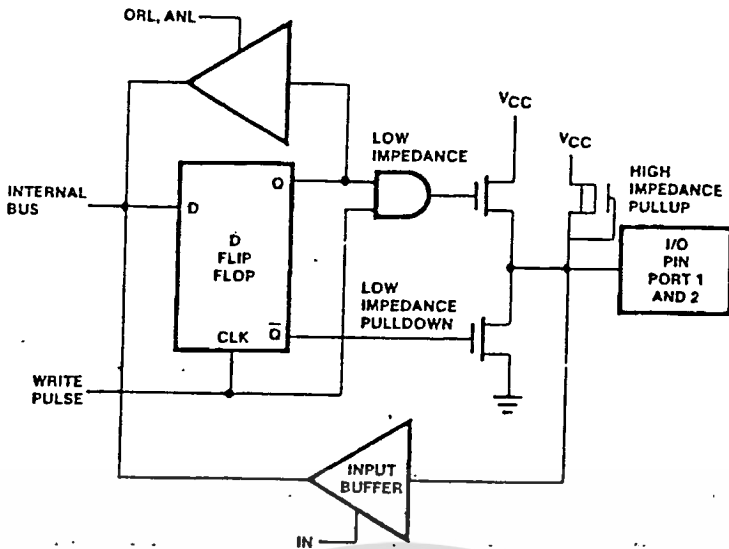 ORL, ANL
VCC
VCC
LOW
IMPEDANCE
HIGH
IMPEDANCE
PULLUP
INTERNAL
BUS
D
Q
D
FLIP
FLOP
I/O
PIN
PORT 1
AND 2
LOW
IMPEDANCE
PULLDOWN
CLK
Q̅
WRITE
PULSE
INPUT
BUFFER
IN